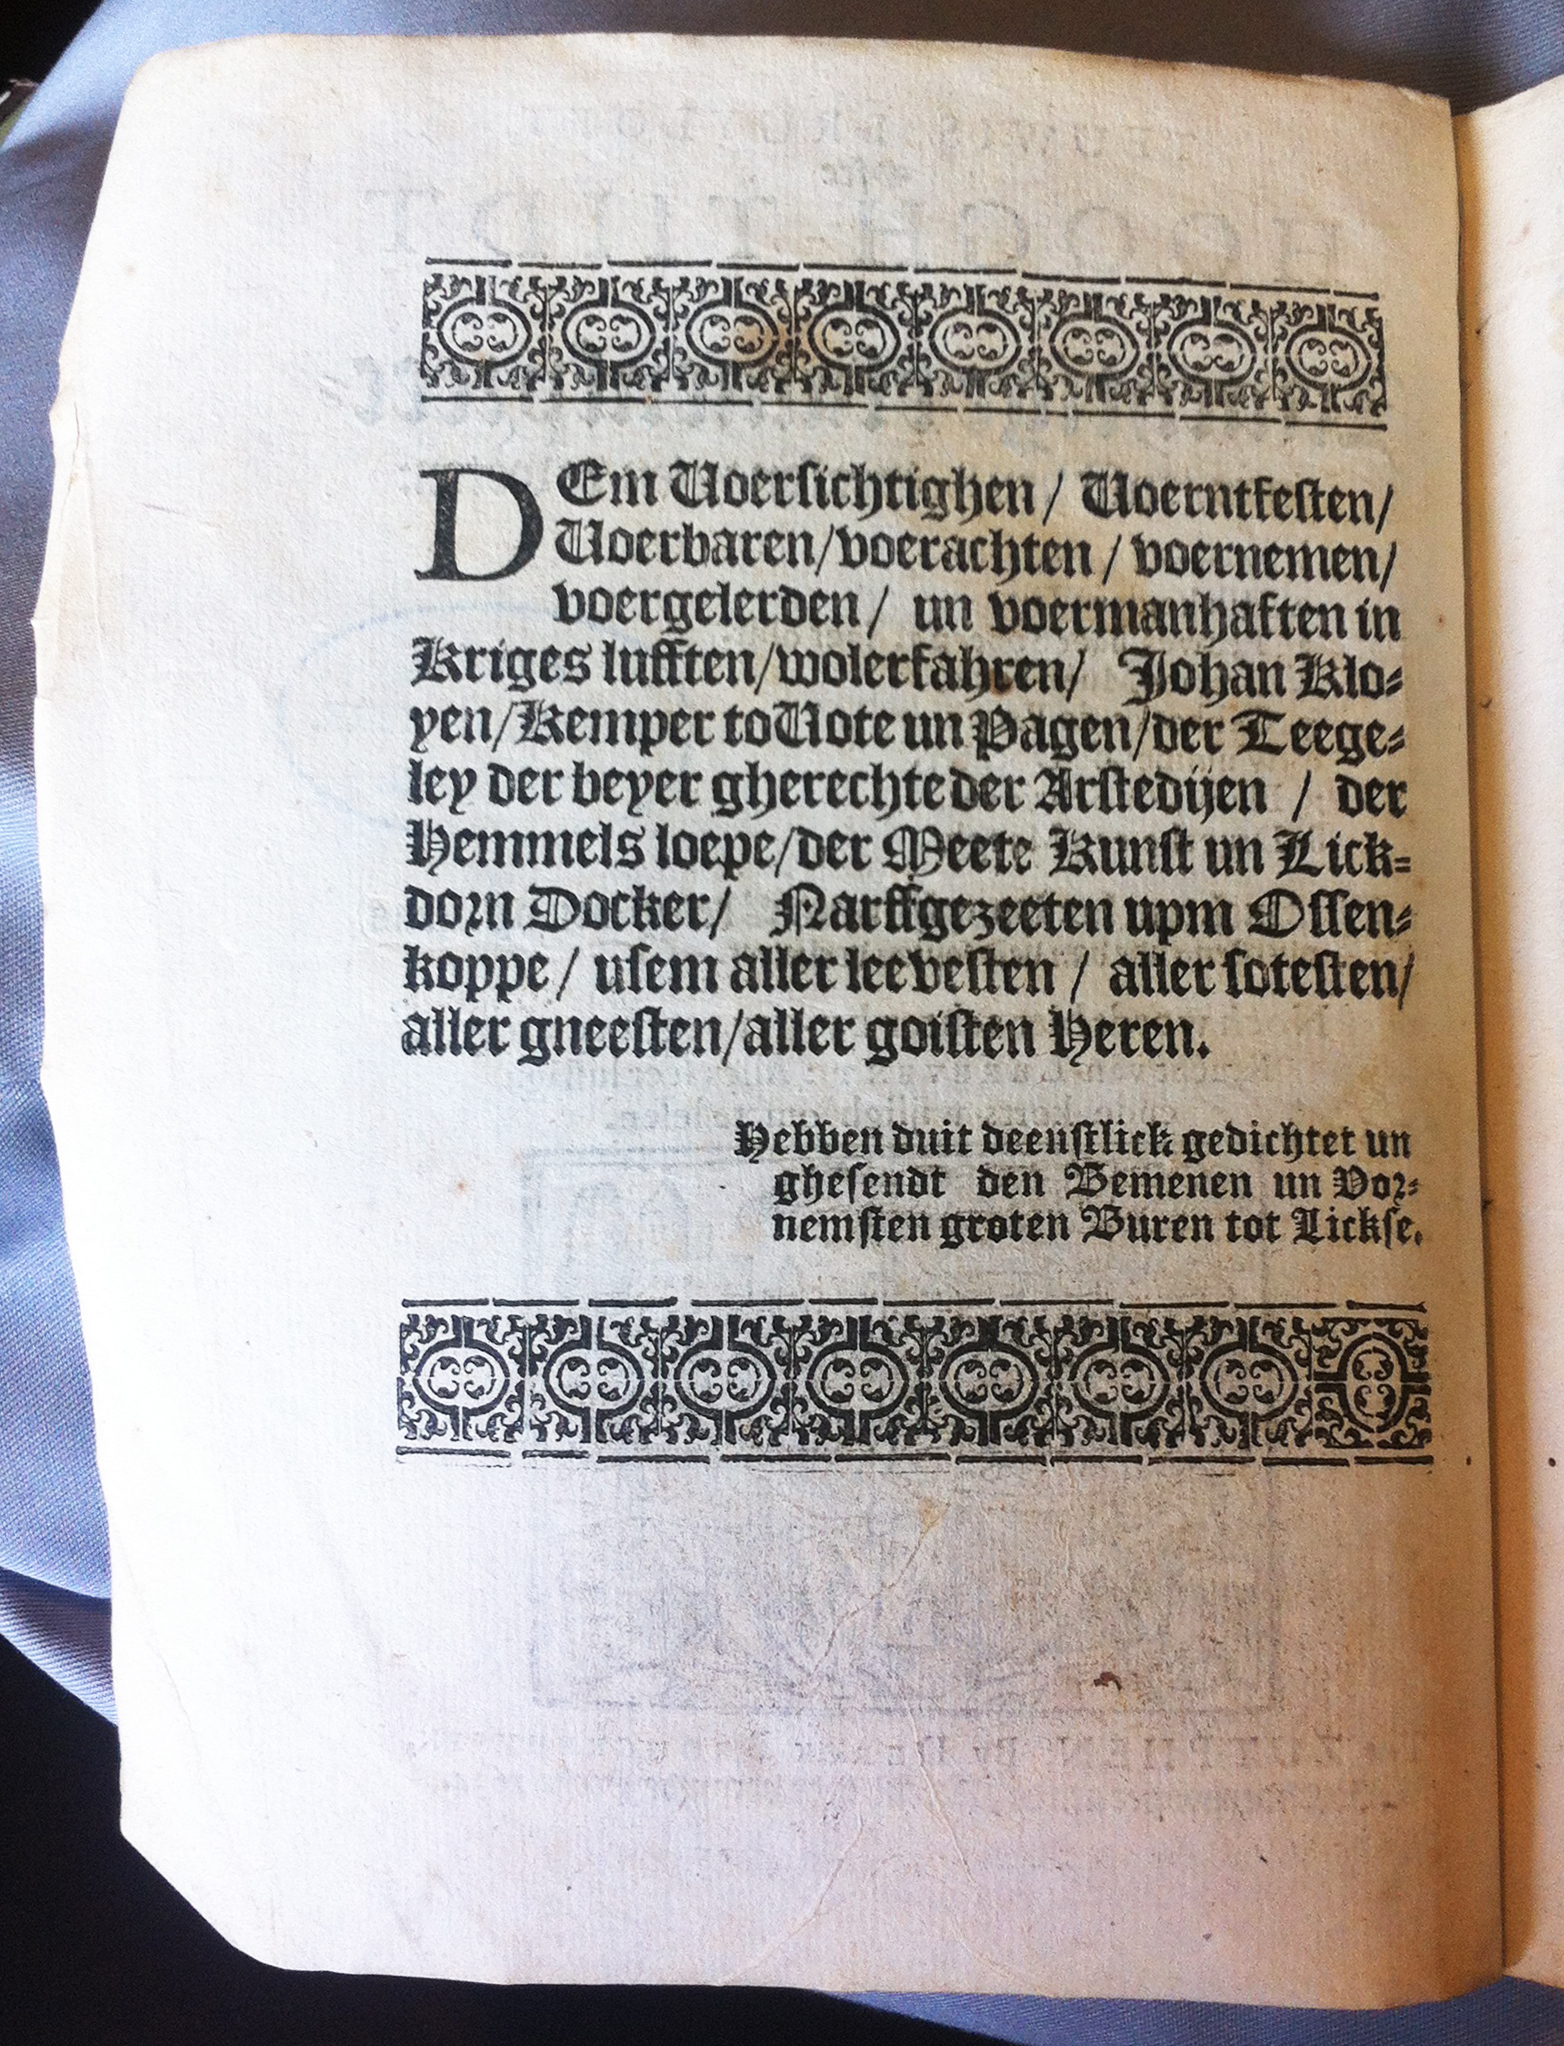 DEm Voersichtighen / Voerntfesten/
Voerbaren/voerachten / voernemen/
voergelerden / un voermanhaften in
Kriges lufften/wolerfahren/ Johan Klo⸗
yen/Kemper to Vote un Pagen/der Teege⸗
ley der beyer gherechte der Arstedijen / der
Hemmels loepe/der Meete Kunst un Lick⸗
dorn Docker/ Narffgezeeten upm Ossen⸗
koppe / usem aller leevesten / aller sotesten/
aller gneesten/aller goisten Heren.
Hebben duit deenstlick gedichtet un
ghesendt den Bemenen un Vor⸗
nemsten groten Buren tot Lickse.